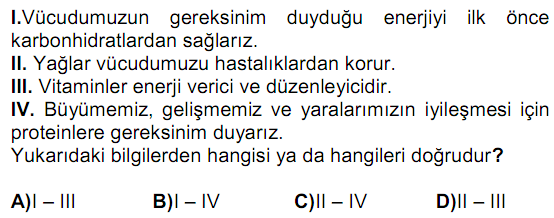 I.Vücudumuzun gereksinim duyduğu enerjiyi ilk önce
karbonhidratlardan sağlarız.
II. Yağlar vücudumuzu hastalıklardan korur.
III. Vitaminler enerji verici ve düzenleyicidir.
IV. Büyümemiz, gelişmemiz ve yaralarımızın iyileşmesi için
proteinlere gereksinim duyarız.
Yukarıdaki bilgilerden hangisi ya da hangileri doğrudur?
A)I – III B)I – IV C)II – IV D)II – III